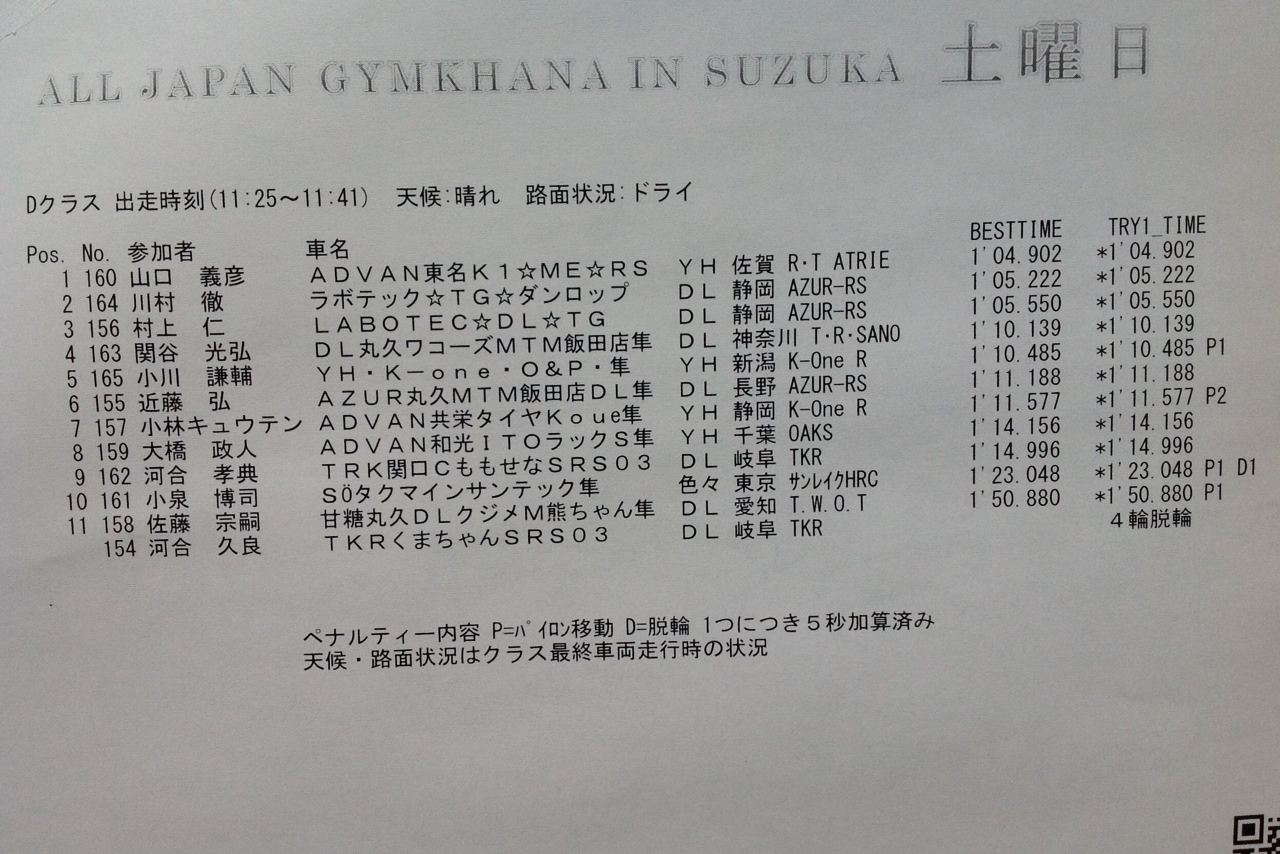 ALL JAPAN GYMKHANA IN SUZUKA 土曜日
Dクラス 出走時刻(11:25～11:41) 天候:晴れ 路面状況:ドライ
Pos. No. 参加者 車名 BESTTIME TRY1_TIME
1 160 山口 義彦 ADVAN東名K1☆ME☆RS YH 佐賀 R・T ATRIE 1'04.902 *1'04.902
2 164 川村 徹 ラボテック☆TG☆ダンロップ DL 静岡 AZUR-RS 1'05.222 *1'05.222
3 156 村上 仁 LABOTEC☆DL☆TG DL 静岡 AZUR-RS 1'05.550 *1'05.550
4 163 関谷 光弘 DL丸久ワコーズMTM飯田店隼 DL 神奈川 T・R・SANO 1'10.139 *1'10.139
5 165 小川 謙輔 YH・K－one・O&P・隼 YH 新潟 K-One R 1'10.485 *1'10.485 P1
6 155 近藤 弘 AZUR丸久MTM飯田店DL隼 DL 長野 AZUR-RS 1'11.188 *1'11.188
7 157 小林キュウテン ADVAN共栄タイヤKoue隼 YH 静岡 K-One R 1'11.577 *1'11.577 P2
8 159 大橋 政人 ADVAN和光ITOラックS隼 YH 千葉 OAKS 1'14.156 *1'14.156
9 162 河合 孝典 TRK関口CももせなSRS03 DL 岐阜 TKR 1'14.996 *1'14.996
10 161 小泉 博司 SÖタクマインサンテック隼 色々 東京 ｻﾝﾚｲｸHRC 1'23.048 *1'23.048 P1 D1
11 158 佐藤 宗嗣 甘糖丸久DLクジメM熊ちゃん隼 DL 愛知 T.W.O.T 1'50.880 *1'50.880 P1
154 河合 久良 TKRくまちゃんSRS03 DL 岐阜 TKR 4輪脱輪
ペナルティー内容 P=ﾊﾟｲﾛﾝ移動 D=脱輪 1つにつき5秒加算済み
天候・路面状況はクラス最終車両走行時の状況